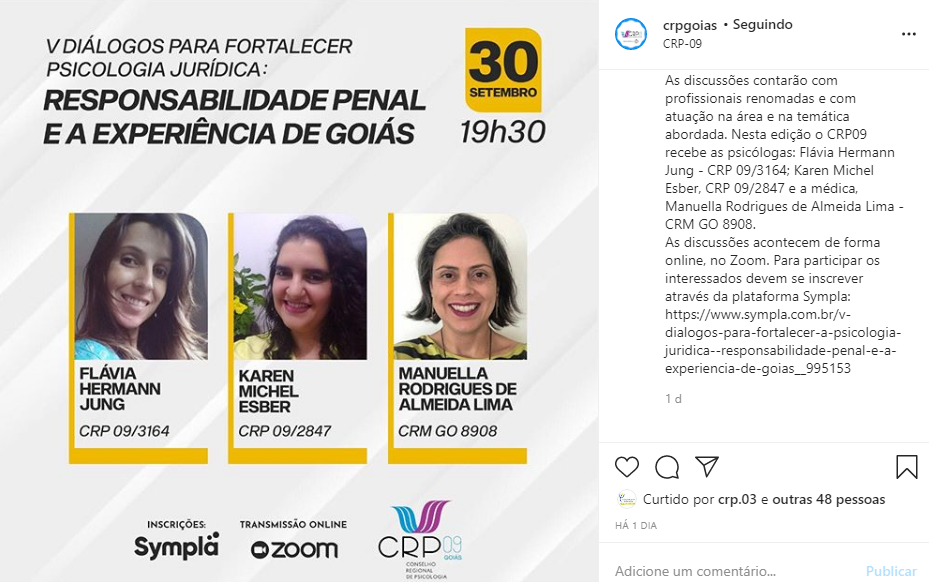 V DIÁLOGOS PARA FORTALECER
PSICOLOGIA JURÍDICA:
RESPONSABILIDADE PENAL
E A EXPERIÊNCIA DE GOIÁS
30
SETEMBRO
19h30
FLÁVIA
HERMANN
JUNG
CRP 09/3164
KAREN
MICHEL
ESBER
CRP 09/2847
MANUELLA
RODRIGUES DE
ALMEIDA LIMA
CRM GO 8908
INSCRIÇÕES:
Sympla
TRANSMISSÃO ONLINE
zoom
CRP09
GOIÁS
CONSELHO
REGIONAL
DE PSICOLOGIA
crpgoias • Seguindo
CRP-09
As discussões contarão com
profissionais renomadas e com
atuação na área e na temática
abordada. Nesta edição o CRP09
recebe as psicólogas: Flávia Hermann
Jung - CRP 09/3164; Karen Michel
Esber, CRP 09/2847 e a médica,
Manuella Rodrigues de Almeida Lima -
CRM GO 8908.
As discussões acontecem de forma
online, no Zoom. Para participar os
interessados devem se inscrever
através da plataforma Sympla:
https://www.sympla.com.br/v-
dialogos-para-fortalecer-a-psicologia-
juridica--responsabilidade-penal-e-a-
experiencia-de-goias__995153
1 d
Curtido por crp.03 e outras 48 pessoas
HÁ 1 DIA
Adicione um comentário...
Publicar